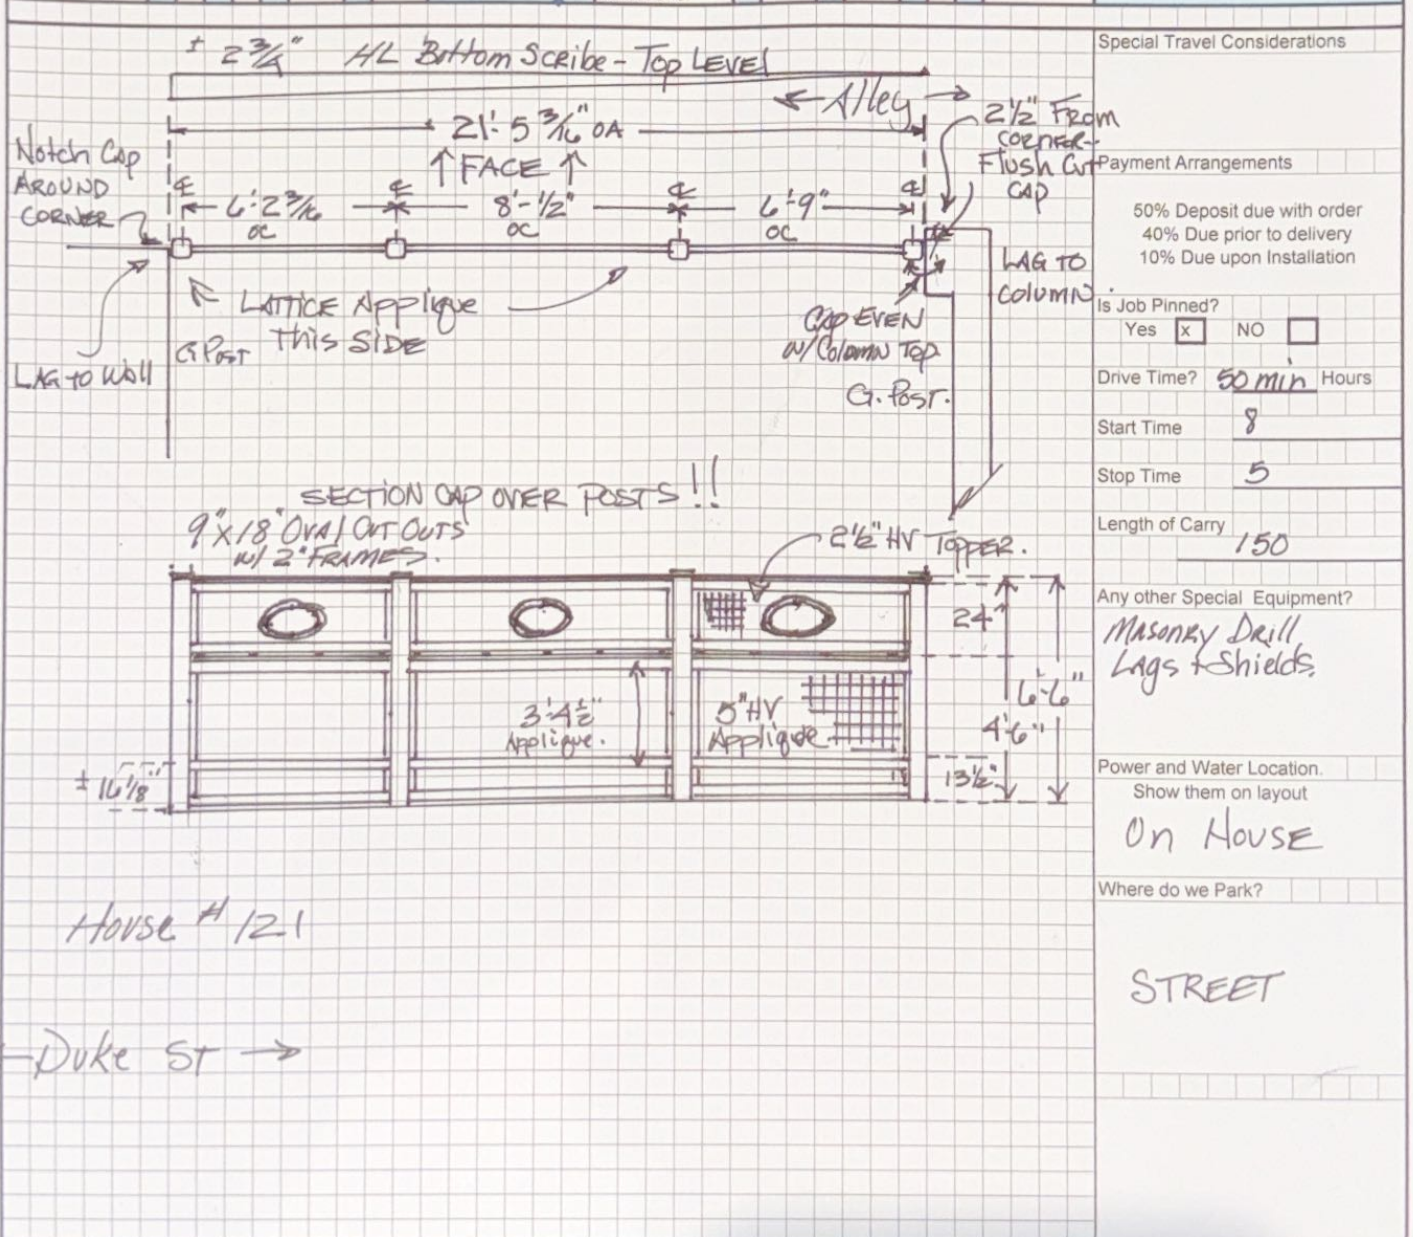 ± 2 3/4" HL Bottom Scribe - Top LEVEL
← Alley →
21'-5 3/16" OA
↑ FACE ↑
Notch Cap
AROUND
CORNER
2 1/2" From
CORNER-
Flush Cut
CAP
℄ ℄ ℄ ℄
6'-2 3/16 8'-1/2" 6'-9"
OC OC OC
LAG TO
Column.
LATTICE Applique
This SIDE
G Post
LAG TO Wall
CAP EVEN
w/ Column Top.
G. Post.
SECTION CAP OVER POSTS!!
9"X18" OVAL CUT OUTS
w/ 2" FRAMES.
2 1/2" HV TOPPER.
24"
6'-6"
3'-4 1/2"
Applique.
5" HV
Applique
4'-6"
± 16 1/8"
13 1/2"
House # 121
Duke ST →
Special Travel Considerations
Payment Arrangements
50% Deposit due with order
40% Due prior to delivery
10% Due upon Installation
Is Job Pinned?
Yes x NO
Drive Time? 50 min Hours
Start Time 8
Stop Time 5
Length of Carry 150
Any other Special Equipment?
Masonry Drill
Lags + Shields.
Power and Water Location.
Show them on layout
On House
Where do we Park?
STREET